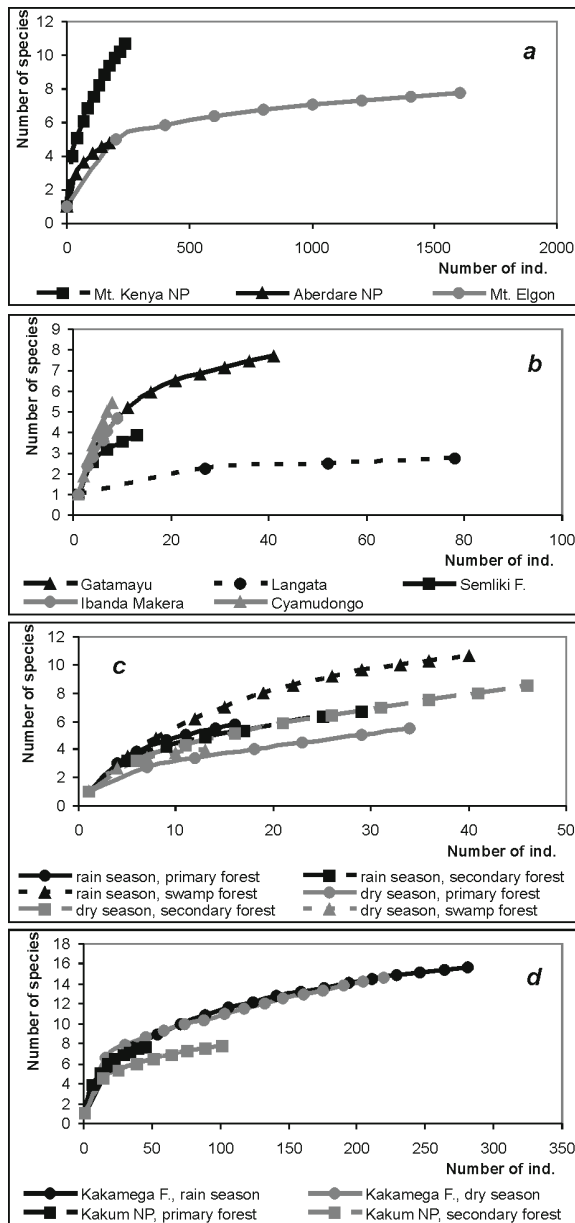 a
Number of species
12
10
8
6
4
2
0
0 500 1000 1500 2000
Number of ind.
Mt. Kenya NP Aberdare NP Mt. Elgon
b
Number of species
9
8
7
6
5
4
3
2
1
0
0 20 40 60 80 100
Number of ind.
Gatamayu Langata Semliki F.
Ibanda Makera Cyamudongo
c
Number of species
12
10
8
6
4
2
0
0 10 20 30 40 50
Number of ind.
rain season, primary forest rain season, secondary forest
rain season, swamp forest dry season, primary forest
dry season, secondary forest dry season, swamp forest
d
Number of species
18
16
14
12
10
8
6
4
2
0
0 50 100 150 200 250 300 350
Number of ind.
Kakamega F., rain season Kakamega F., dry season
Kakum NP, primary forest Kakum NP, secondary forest